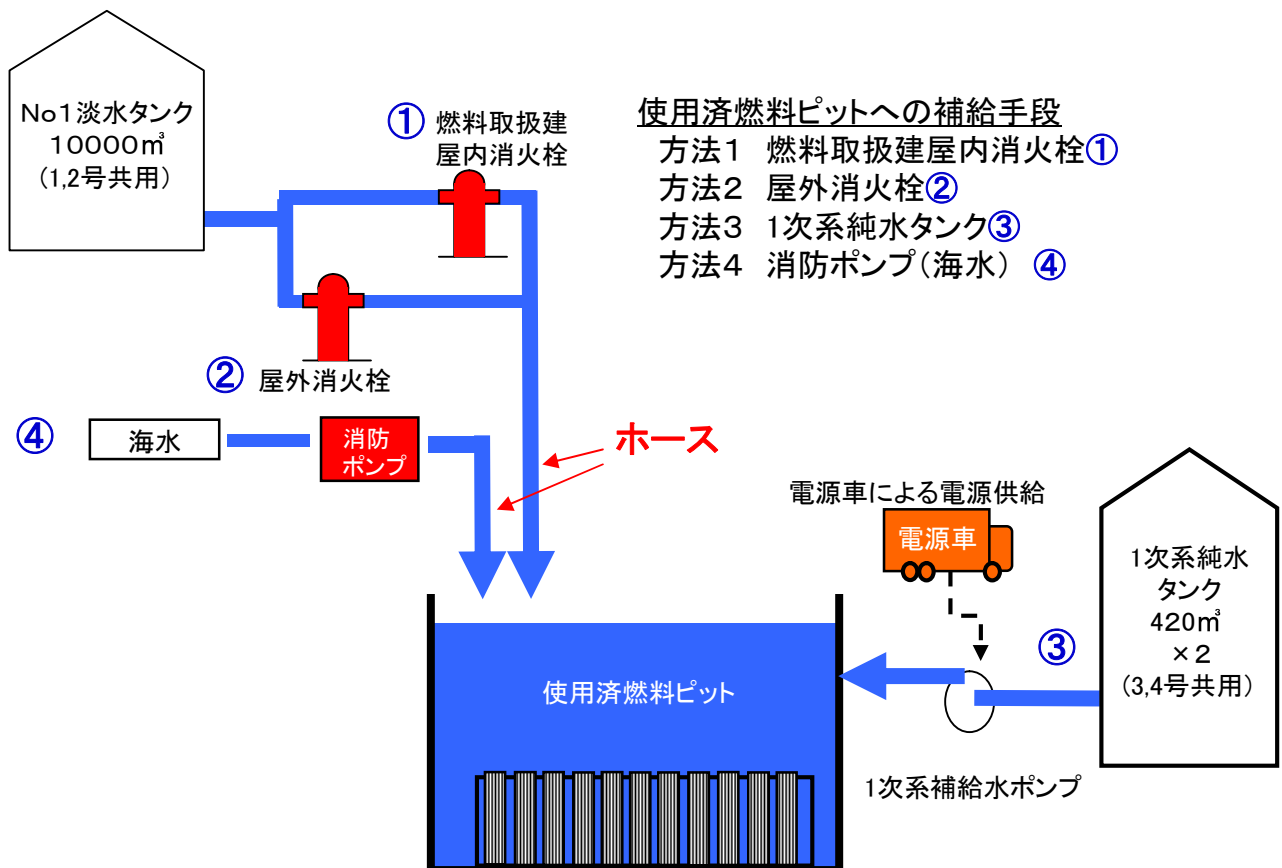 No1淡水タンク
10000㎥
(1,2号共用)
① 燃料取扱建
屋内消火栓
使用済燃料ピットへの補給手段
方法1 燃料取扱建屋内消火栓①
方法2 屋外消火栓②
方法3 1次系純水タンク③
方法4 消防ポンプ(海水) ④
② 屋外消火栓
④ 海水
消防
ポンプ
ホース
電源車による電源供給
電源車
1次系純水
タンク
420㎥
×2
(3,4号共用)
③
使用済燃料ピット
1次系補給水ポンプ